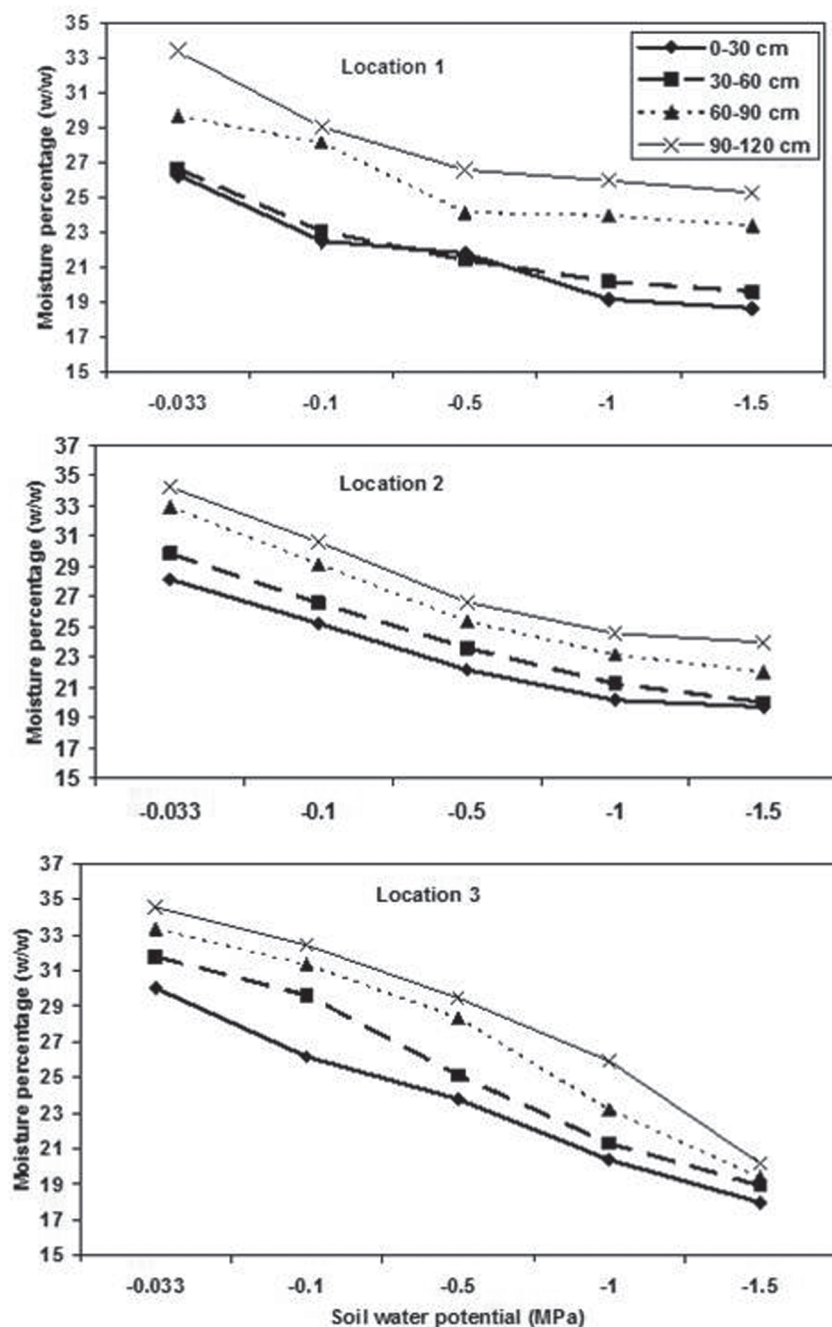 Moisture percentage (w/w)
35
33
31
29
27
25
23
21
19
17
15
Location 1
0-30 cm
30-60 cm
60-90 cm
90-120 cm
-0.033 -0.1 -0.5 -1 -1.5
Moisture percentage (w/w)
37
35
33
31
29
27
25
23
21
19
17
15
Location 2
-0.033 -0.1 -0.5 -1 -1.5
Moisture percentage (w/w)
37
35
33
31
29
27
25
23
21
19
17
15
Location 3
-0.033 -0.1 -0.5 -1 -1.5
Soil water potential (MPa)